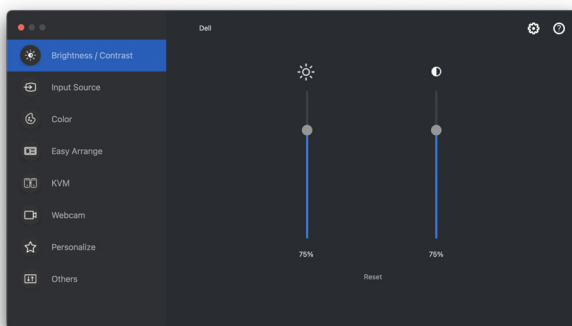 Dell
Brightness / Contrast
Input Source
Color
Easy Arrange
KVM
Webcam
Personalize
Others
75%
75%
Reset